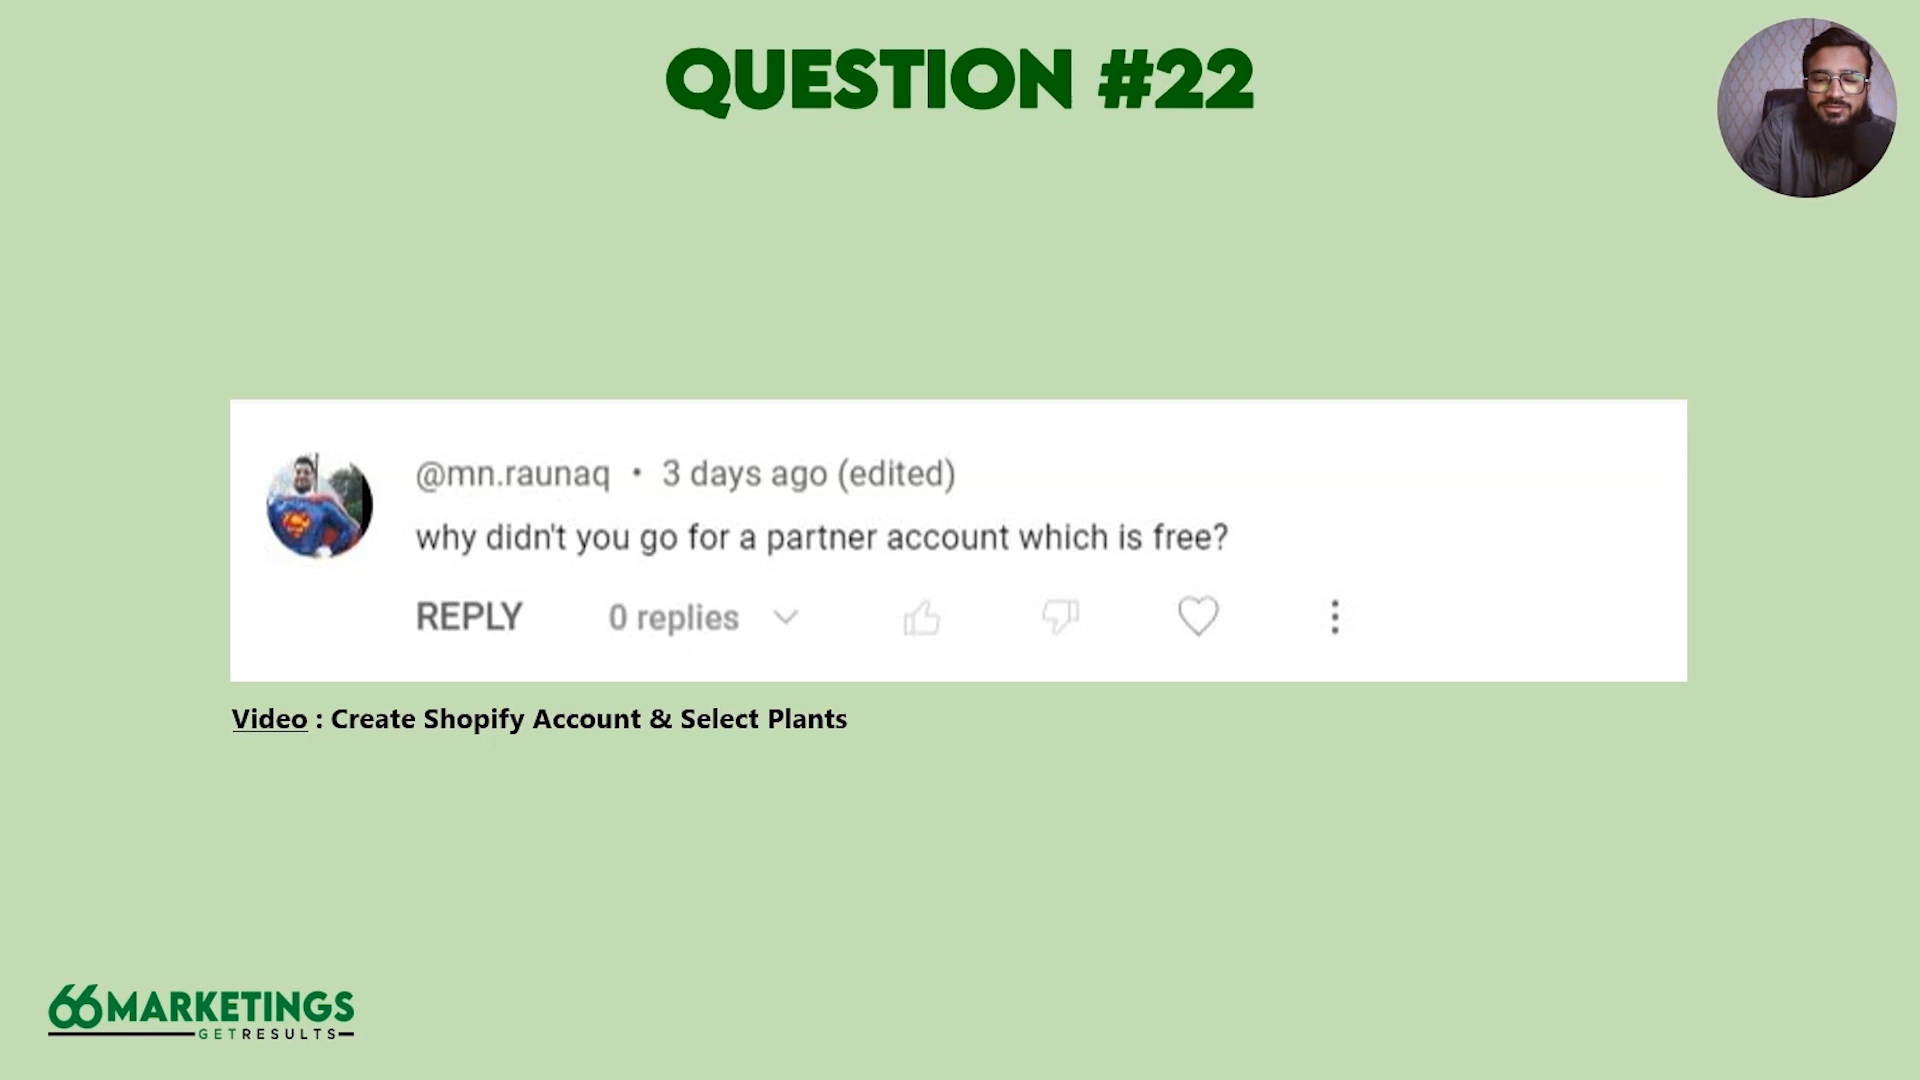 QUESTION #22
@mn.raunaq • 3 days ago (edited)
why didn't you go for a partner account which is free?
REPLY 0 replies
Video : Create Shopify Account & Select Plants
66MARKETINGS
GETRESULTS